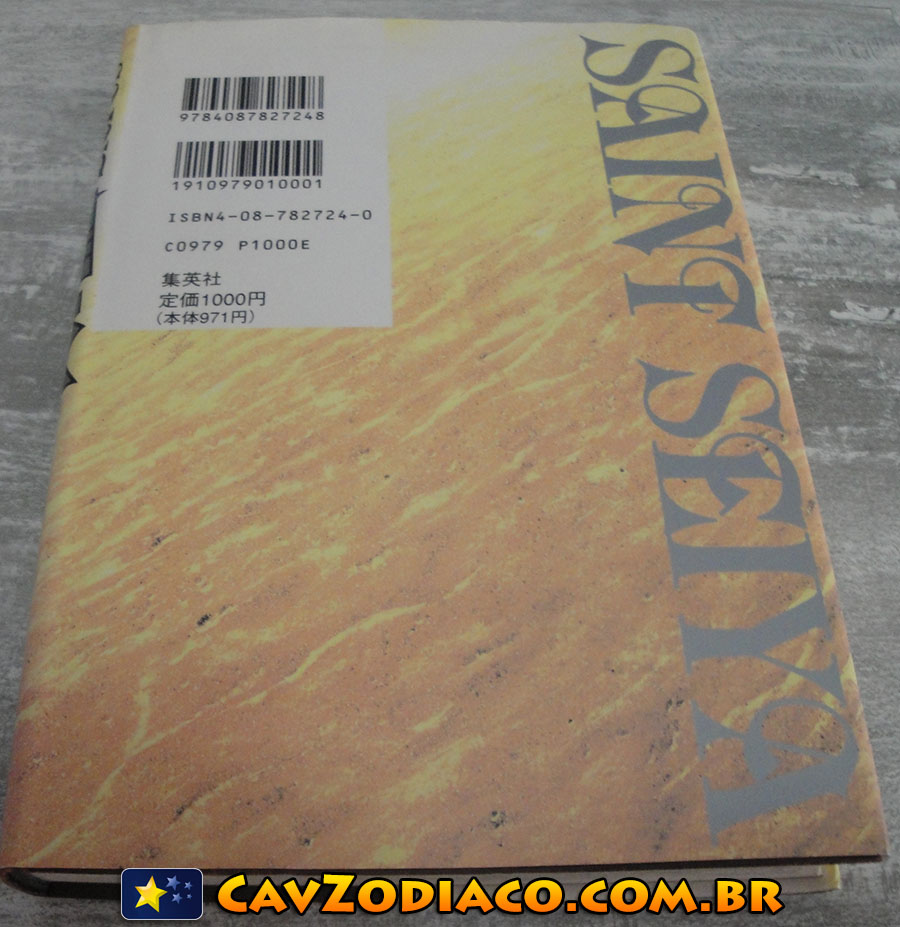 9784087827248
1910979010001
ISBN4-08-782724-0
C0979 P1000E
集英社
定価1000円
(本体971円)
SAINT SEIYA
CAVZODIACO.COM.BR